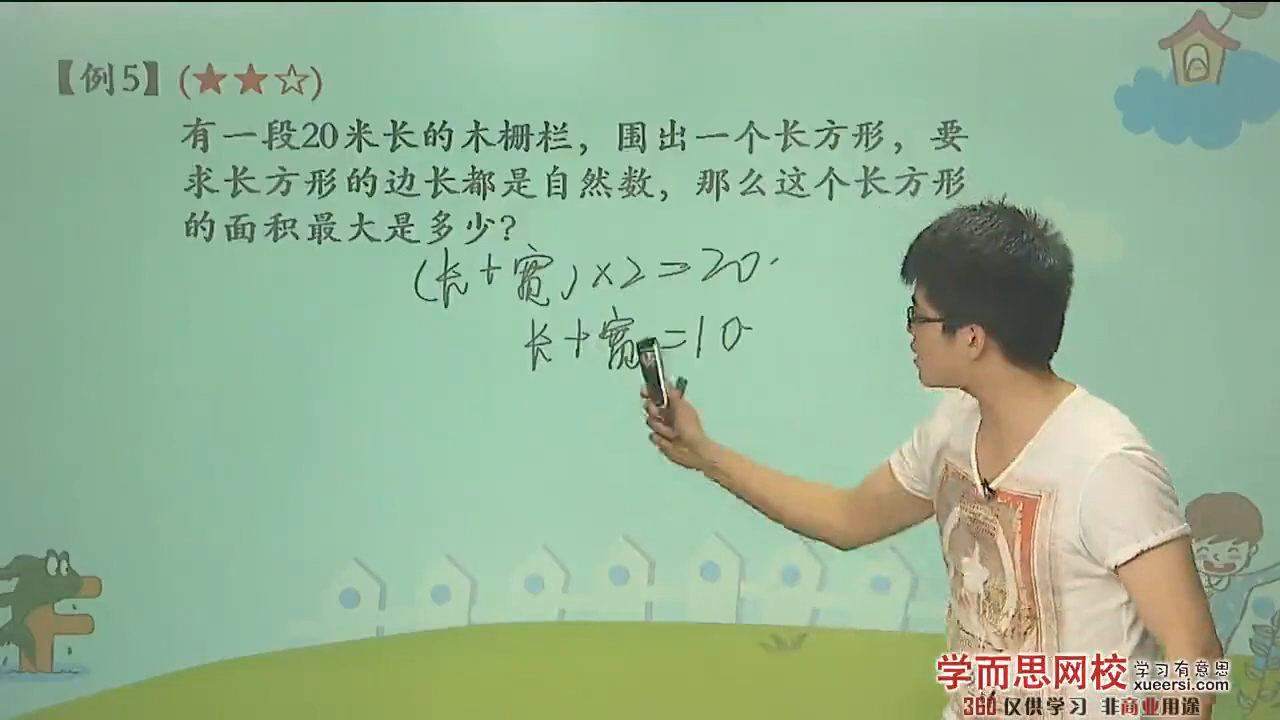 【例5】(★★☆)
有一段20米长的木栅栏，围出一个长方形，要
求长方形的边长都是自然数，那么这个长方形
的面积最大是多少？
(长+宽)×2=20
长+宽=10
学而思网校 学习有意思
xueersi.com
360 仅供学习 非商业用途